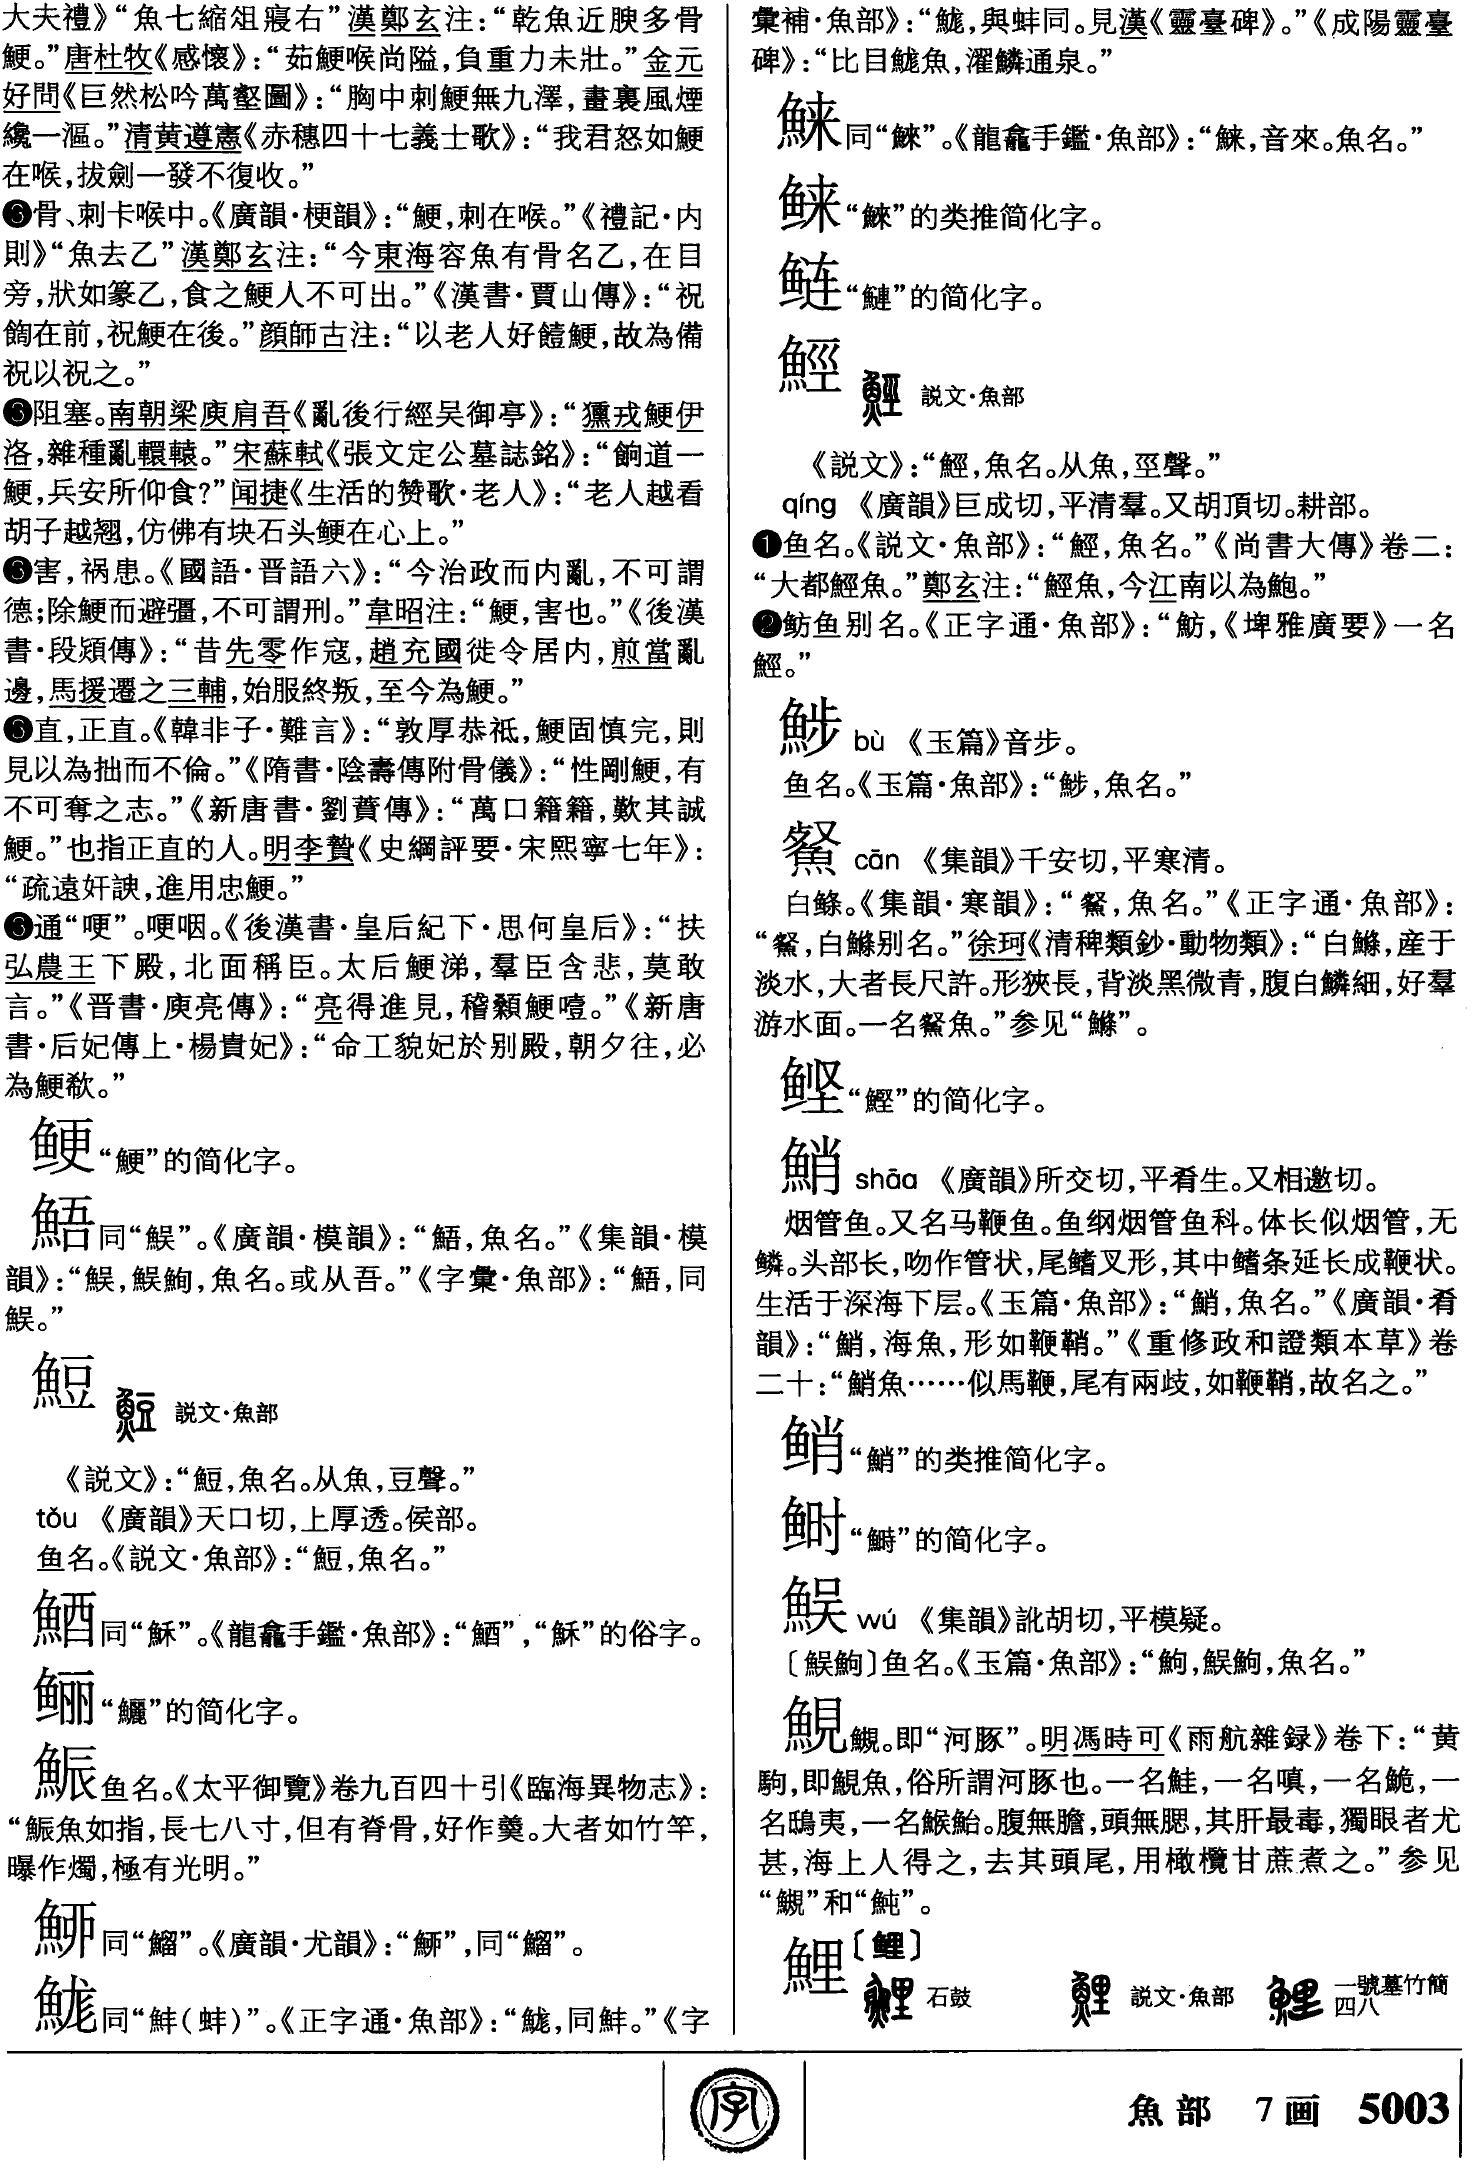 大夫禮》“魚七縮俎寢右”漢鄭玄注：“乾魚近腴多骨
鯁。”唐杜牧《感懷》：“茹鯁喉尚隘，負重力未壯。”金元
好問《巨然松吟萬壑圖》：“胸中刺鯁無九澤，畫裏風煙
纔一漚。”清黄遵憲《赤穗四十七義士歌》：“我君怒如鯁
在喉，拔劍一發不復收。”
❸骨、刺卡喉中。《廣韻·梗韻》：“鯁，刺在喉。”《禮記·内
則》“魚去乙”漢鄭玄注：“今東海容魚有骨名乙，在目
旁，狀如篆乙，食之鯁人不可出。”《漢書·賈山傳》：“祝
䭇在前，祝鯁在後。”顔師古注：“以老人好饐鯁，故為備
祝以祝之。”
❸阻塞。南朝梁庾肩吾《亂後行經吴御亭》：“獯戎鯁伊
洛，雜種亂轘轅。”宋蘇軾《張文定公墓誌銘》：“餉道一
鯁，兵安所仰食？”闻捷《生活的赞歌·老人》：“老人越看
胡子越翘，仿佛有块石头鲠在心上。”
❸害，祸患。《國語·晋語六》：“今治政而内亂，不可謂
德；除鯁而避彊，不可謂刑。”韋昭注：“鯁，害也。”《後漢
書·段熲傳》：“昔先零作寇，趙充國徙令居内，煎當亂
邊，馬援遷之三輔，始服終叛，至今為鯁。”
❸直，正直。《韓非子·難言》：“敦厚恭祗，鯁固慎完，則
見以為拙而不倫。”《隋書·陰壽傳附骨儀》：“性剛鯁，有
不可奪之志。”《新唐書·劉蕡傳》：“萬口籍籍，歎其誠
鯁。”也指正直的人。明李贄《史綱評要·宋熙寧七年》：
“疏遠奸諛，進用忠鯁。”
❸通“哽”。哽咽。《後漢書·皇后紀下·思何皇后》：“扶
弘農王下殿，北面稱臣。太后鯁涕，羣臣含悲，莫敢
言。”《晋書·庾亮傳》：“亮得進見，稽顙鯁噎。”《新唐
書·后妃傳上·楊貴妃》：“命工貌妃於别殿，朝夕往，必
為鯁欷。”
鲠“鯁”的简化字。
䱇同“鯃”。《廣韻·模韻》：“䱇，魚名。”《集韻·模
韻》：“鯃，鯃鮈，魚名。或从吾。”《字彙·魚部》：“䱇，同
鯃。”
䱏 説文·魚部
《説文》：“䱏，魚名。从魚，豆聲。”
tǒu 《廣韻》天口切，上厚透。侯部。
鱼名。《説文·魚部》：“䱏，魚名。”
同“鮴”。《龍龕手鑑·魚部》：“”，“鮴”的俗字。
鲡“鱺”的简化字。
䱅鱼名。《太平御覽》卷九百四十引《臨海異物志》：
“䱅魚如指，長七八寸，但有脊骨，好作羹。大者如竹竿，
曝作燭，極有光明。”
同“鰡”。《廣韻·尤韻》：“”，同“鰡”。
同“鮏(蚌)”。《正字通·魚部》：“，同鮏。”《字
彙補·魚部》：“，與蚌同。見漢《靈臺碑》。”《成陽靈臺
碑》：“比目魚，濯鱗通泉。”
同“鯠”。《龍龕手鑑·魚部》：“，音來。魚名。”
“鯠”的类推简化字。
鲢“鰱”的简化字。
鯹 説文·魚部
《説文》：“鯹，魚名。从魚，巠聲。”
qíng 《廣韻》巨成切，平清羣。又胡頂切。耕部。
❶鱼名。《説文·魚部》：“鯹，魚名。”《尚書大傳》卷二：
“大都鯹魚。”鄭玄注：“鯹魚，今江南以為鮑。”
❷鲂鱼别名。《正字通·魚部》：“魴，《埤雅廣要》一名
鯹。”
bù 《玉篇》音步。
鱼名。《玉篇·魚部》：“，魚名。”
cān 《集韻》千安切，平寒清。
白鲦。《集韻·寒韻》：“，魚名。”《正字通·魚部》：
“，白鰷别名。”徐珂《清稗類鈔·動物類》：“白鰷，産于
淡水，大者長尺許。形狹長，背淡黑微青，腹白鱗細，好羣
游水面。一名魚。”参见“鰷”。
鲣“鰹”的简化字。
鮹 shāo 《廣韻》所交切，平肴生。又相邀切。
烟管鱼。又名马鞭鱼。鱼纲烟管鱼科。体长似烟管，无
鳞。头部长，吻作管状，尾鳍叉形，其中鳍条延长成鞭状。
生活于深海下层。《玉篇·魚部》：“鮹，魚名。”《廣韻·肴
韻》：“鮹，海魚，形如鞭鞘。”《重修政和證類本草》卷
二十：“鮹魚……似馬鞭，尾有兩歧，如鞭鞘，故名之。”
“鮹”的类推简化字。
鲥“鰣”的简化字。
鯃 wú 《集韻》訛胡切，平模疑。
〔鯃鮈〕鱼名。《玉篇·魚部》：“鮈，鯃鮈，魚名。”
䱆䲅。即“河豚”。明馮時可《雨航雜録》卷下：“黄
駒，即䱆魚，俗所謂河豚也。一名鮭，一名嗔，一名鮠，一
名鴟夷，一名鯸鮐。腹無膽，頭無腮，其肝最毒，獨眼者尤
甚，海上人得之，去其頭尾，用橄欖甘蔗煮之。”参见
“䲅”和“魨”。
鯉〔鲤〕
石鼓 説文·魚部 一號墓竹簡四八
魚部 7画 5003